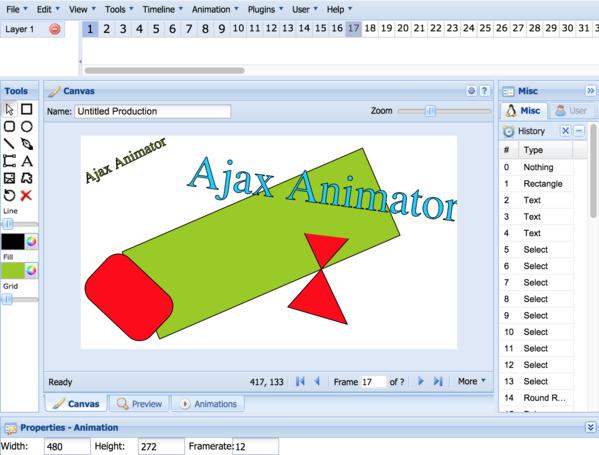 File Edit View Tools Timeline Animation Plugins User Help
Layer 1 1 2 3 4 5 6 7 8 9 10 11 12 13 14 15 16 17 18 19 20 21 22 23 24 25 26 27 28 29 30 31
Tools
Canvas
Misc
Name: Untitled Production Zoom
Misc User
History
# Type
0 Nothing
1 Rectangle
2 Text
3 Text
4 Text
5 Select
6 Select
7 Select
8 Select
9 Select
10 Select
11 Select
12 Select
13 Select
14 Round R...
Line
Fill
Grid
Ajax Animator
Ajax Animator
Ready 417, 133 Frame 17 of ? More
Canvas Preview Animations
Properties - Animation
Width: 480 Height: 272 Framerate: 12